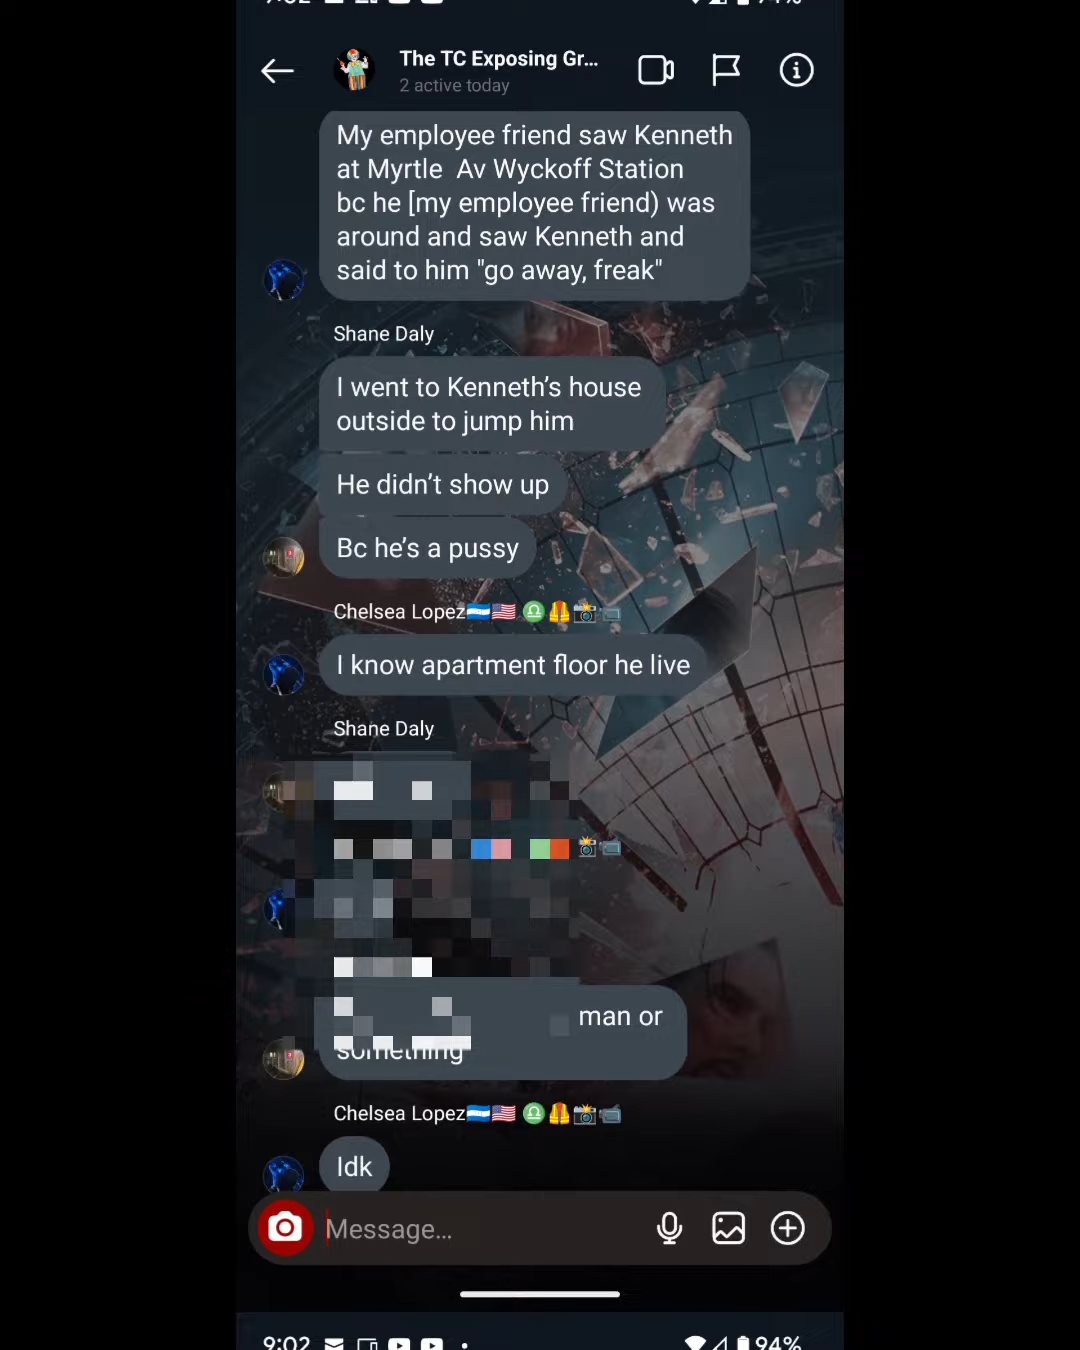 The TC Exposing Gr...
2 active today
My employee friend saw Kenneth
at Myrtle  Av Wyckoff Station
bc he [my employee friend) was
around and saw Kenneth and
said to him "go away, freak"
Shane Daly
I went to Kenneth’s house
outside to jump him
He didn’t show up
Bc he’s a pussy
Chelsea Lopez🇭🇳🇺🇸 ♎🦺📸📹
I know apartment floor he live
Shane Daly
man or
something
Chelsea Lopez🇭🇳🇺🇸 ♎🦺📸📹
Idk
Message...
9:02 94%